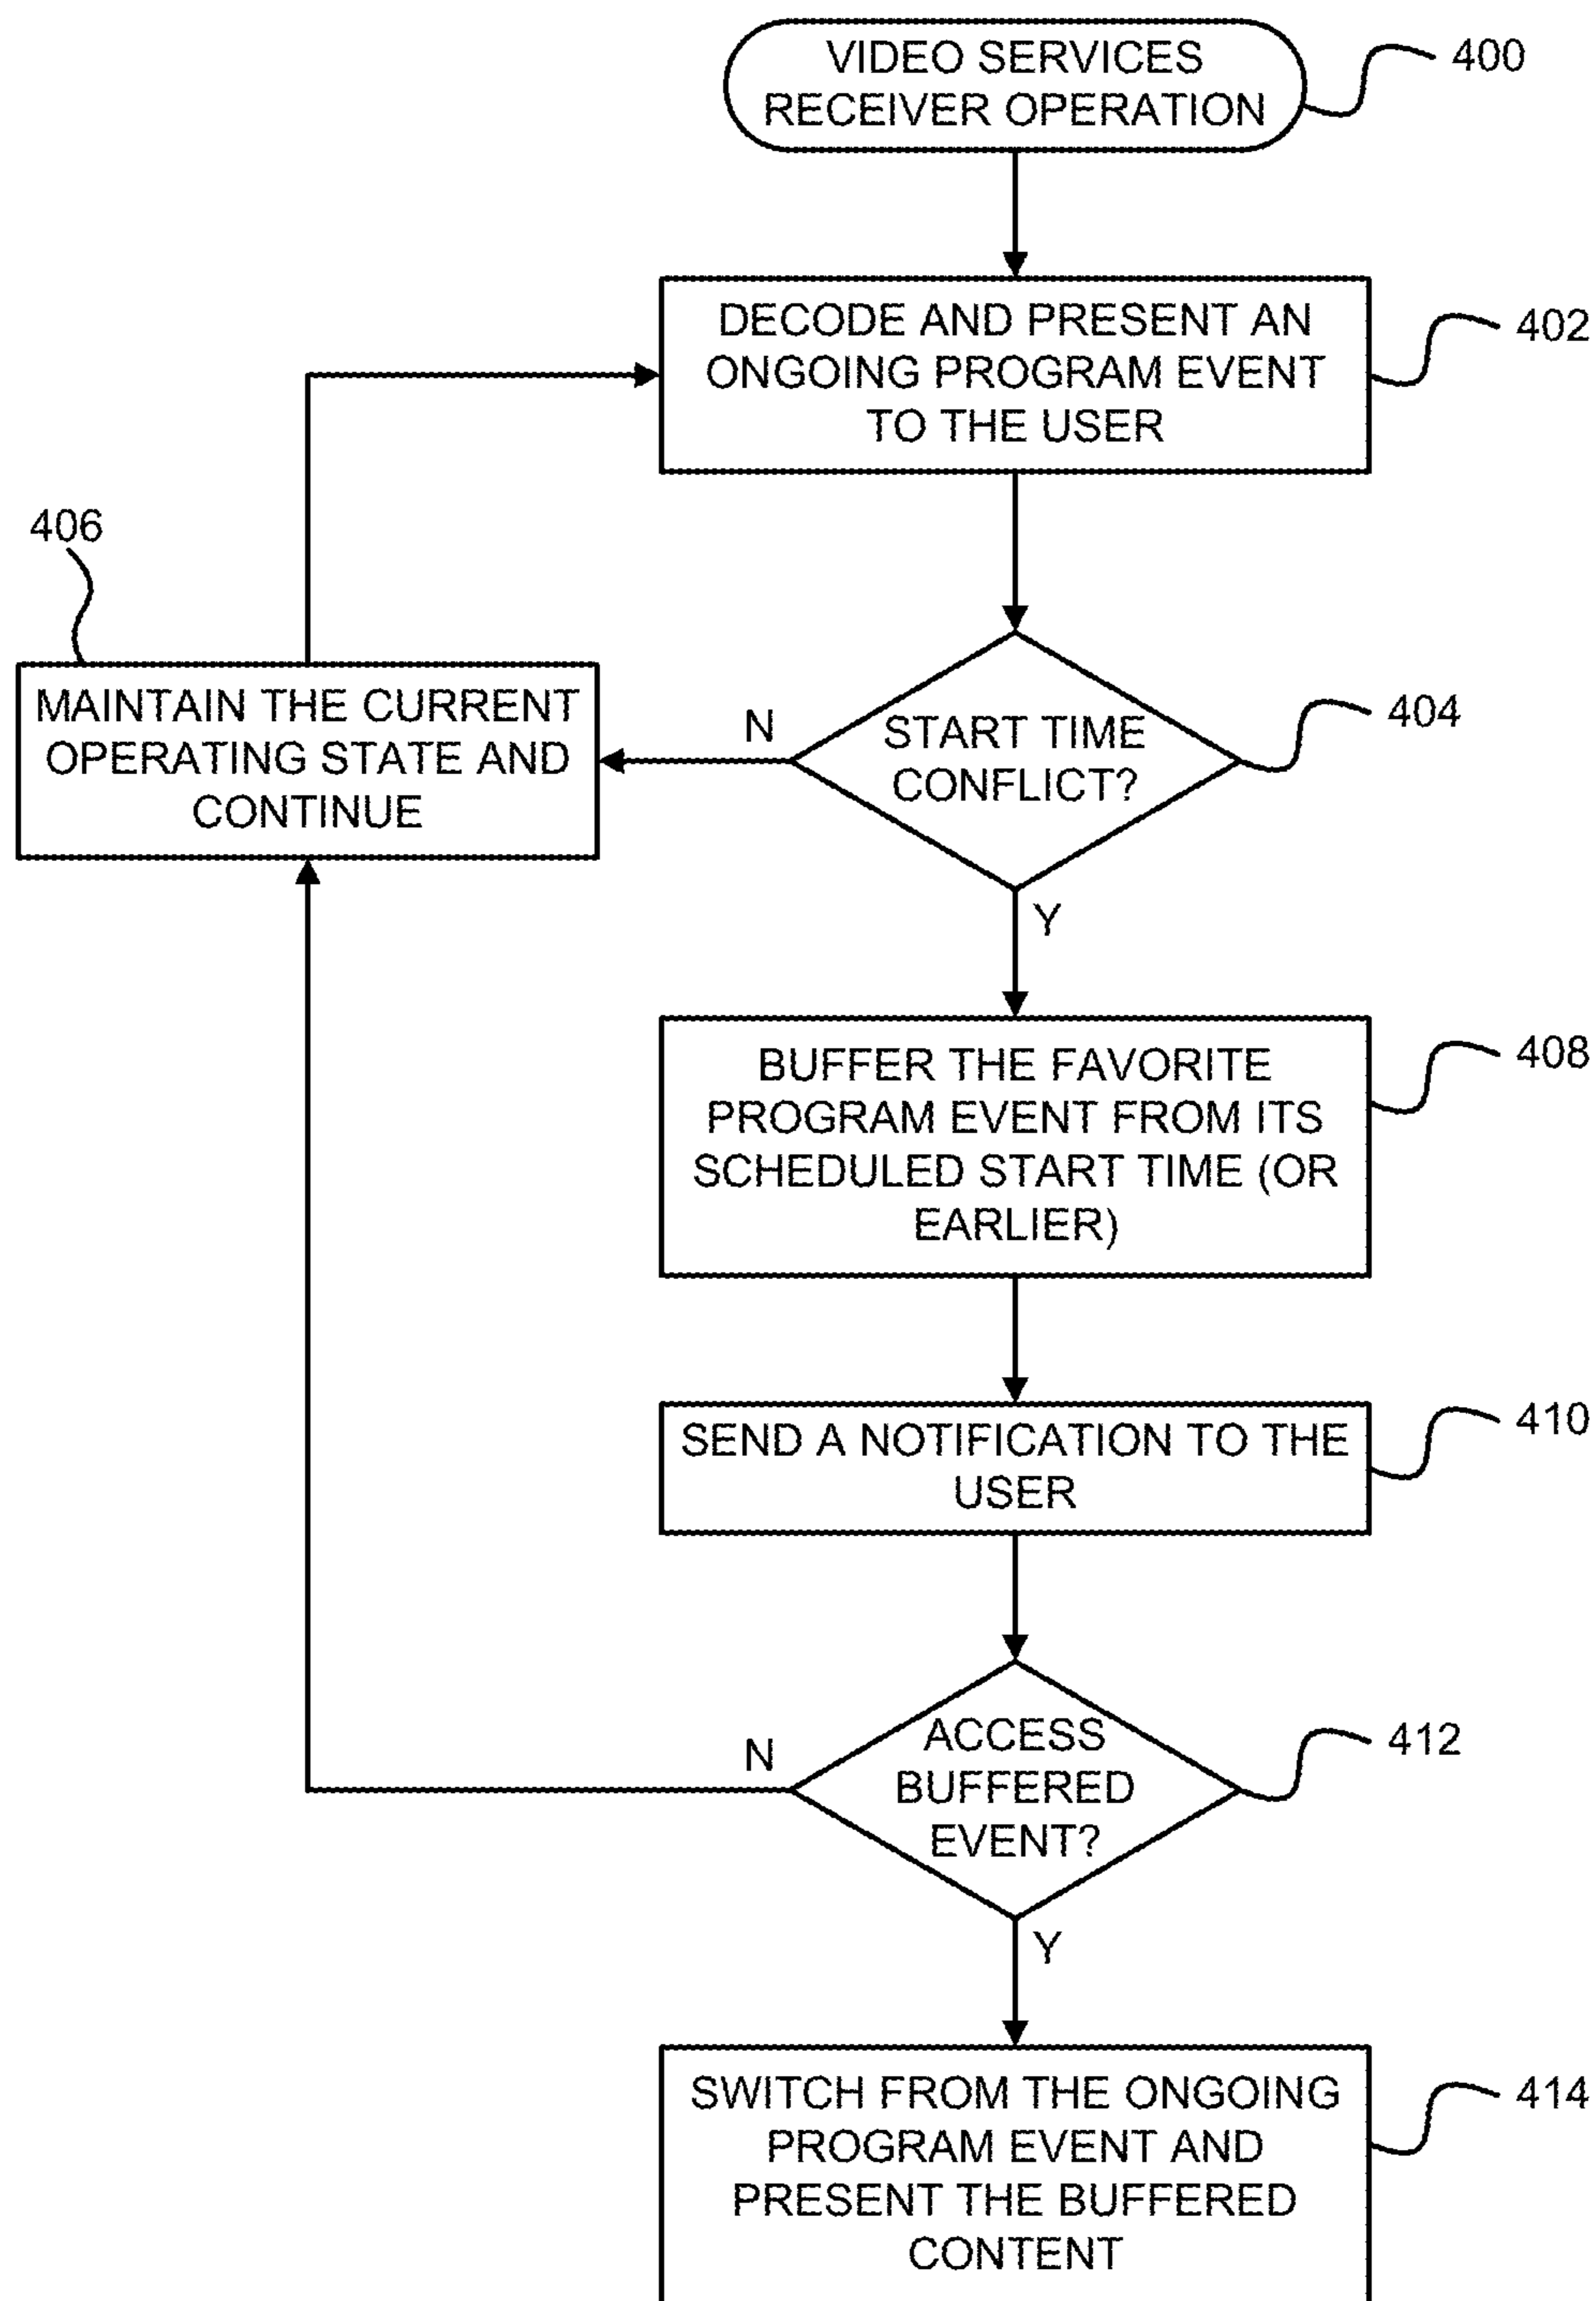 VIDEO SERVICES
RECEIVER OPERATION
400
DECODE AND PRESENT AN
ONGOING PROGRAM EVENT
TO THE USER
402
406
MAINTAIN THE CURRENT
OPERATING STATE AND
CONTINUE
N
START TIME
CONFLICT?
404
Y
BUFFER THE FAVORITE
PROGRAM EVENT FROM ITS
SCHEDULED START TIME (OR
EARLIER)
408
SEND A NOTIFICATION TO THE
USER
410
N
ACCESS
BUFFERED
EVENT?
412
Y
SWITCH FROM THE ONGOING
PROGRAM EVENT AND
PRESENT THE BUFFERED
CONTENT
414